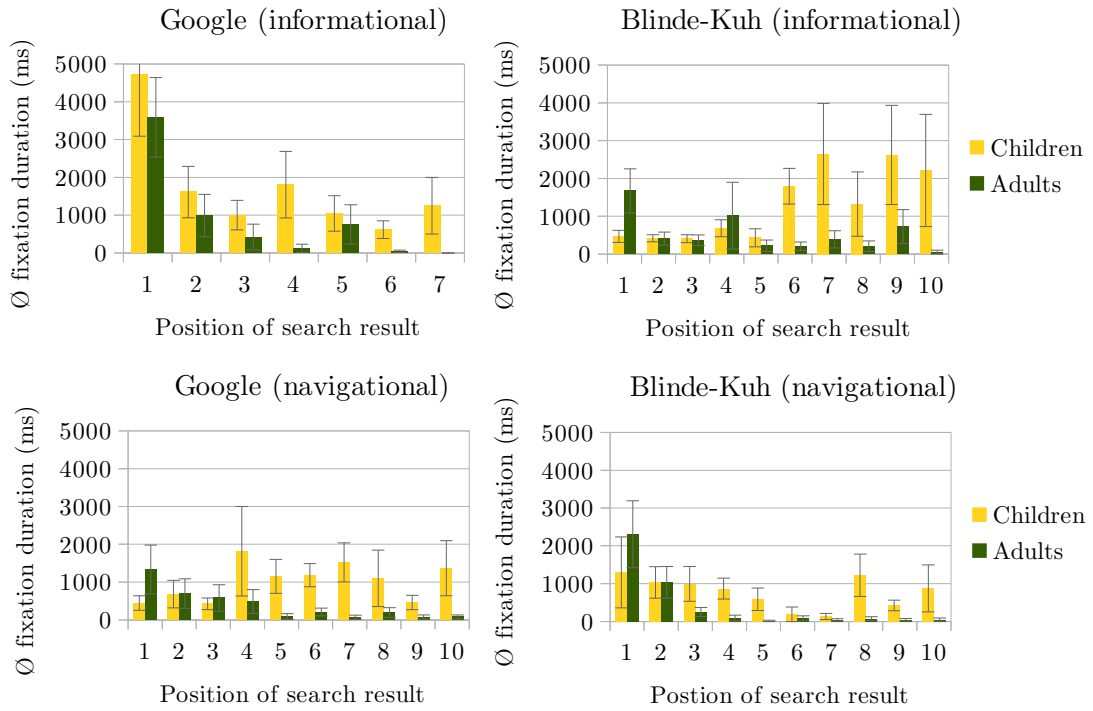 Google (informational)
Ø fixation duration (ms)
5000
4000
3000
2000
1000
0
1 2 3 4 5 6 7
Position of search result
Blinde-Kuh (informational)
Ø fixation duration (ms)
5000
4000
3000
2000
1000
0
1 2 3 4 5 6 7 8 9 10
Position of search result
Children
Adults
Google (navigational)
Ø fixation duration (ms)
5000
4000
3000
2000
1000
0
1 2 3 4 5 6 7 8 9 10
Position of search result
Blinde-Kuh (navigational)
Ø fixation duration (ms)
5000
4000
3000
2000
1000
0
1 2 3 4 5 6 7 8 9 10
Postion of search result
Children
Adults